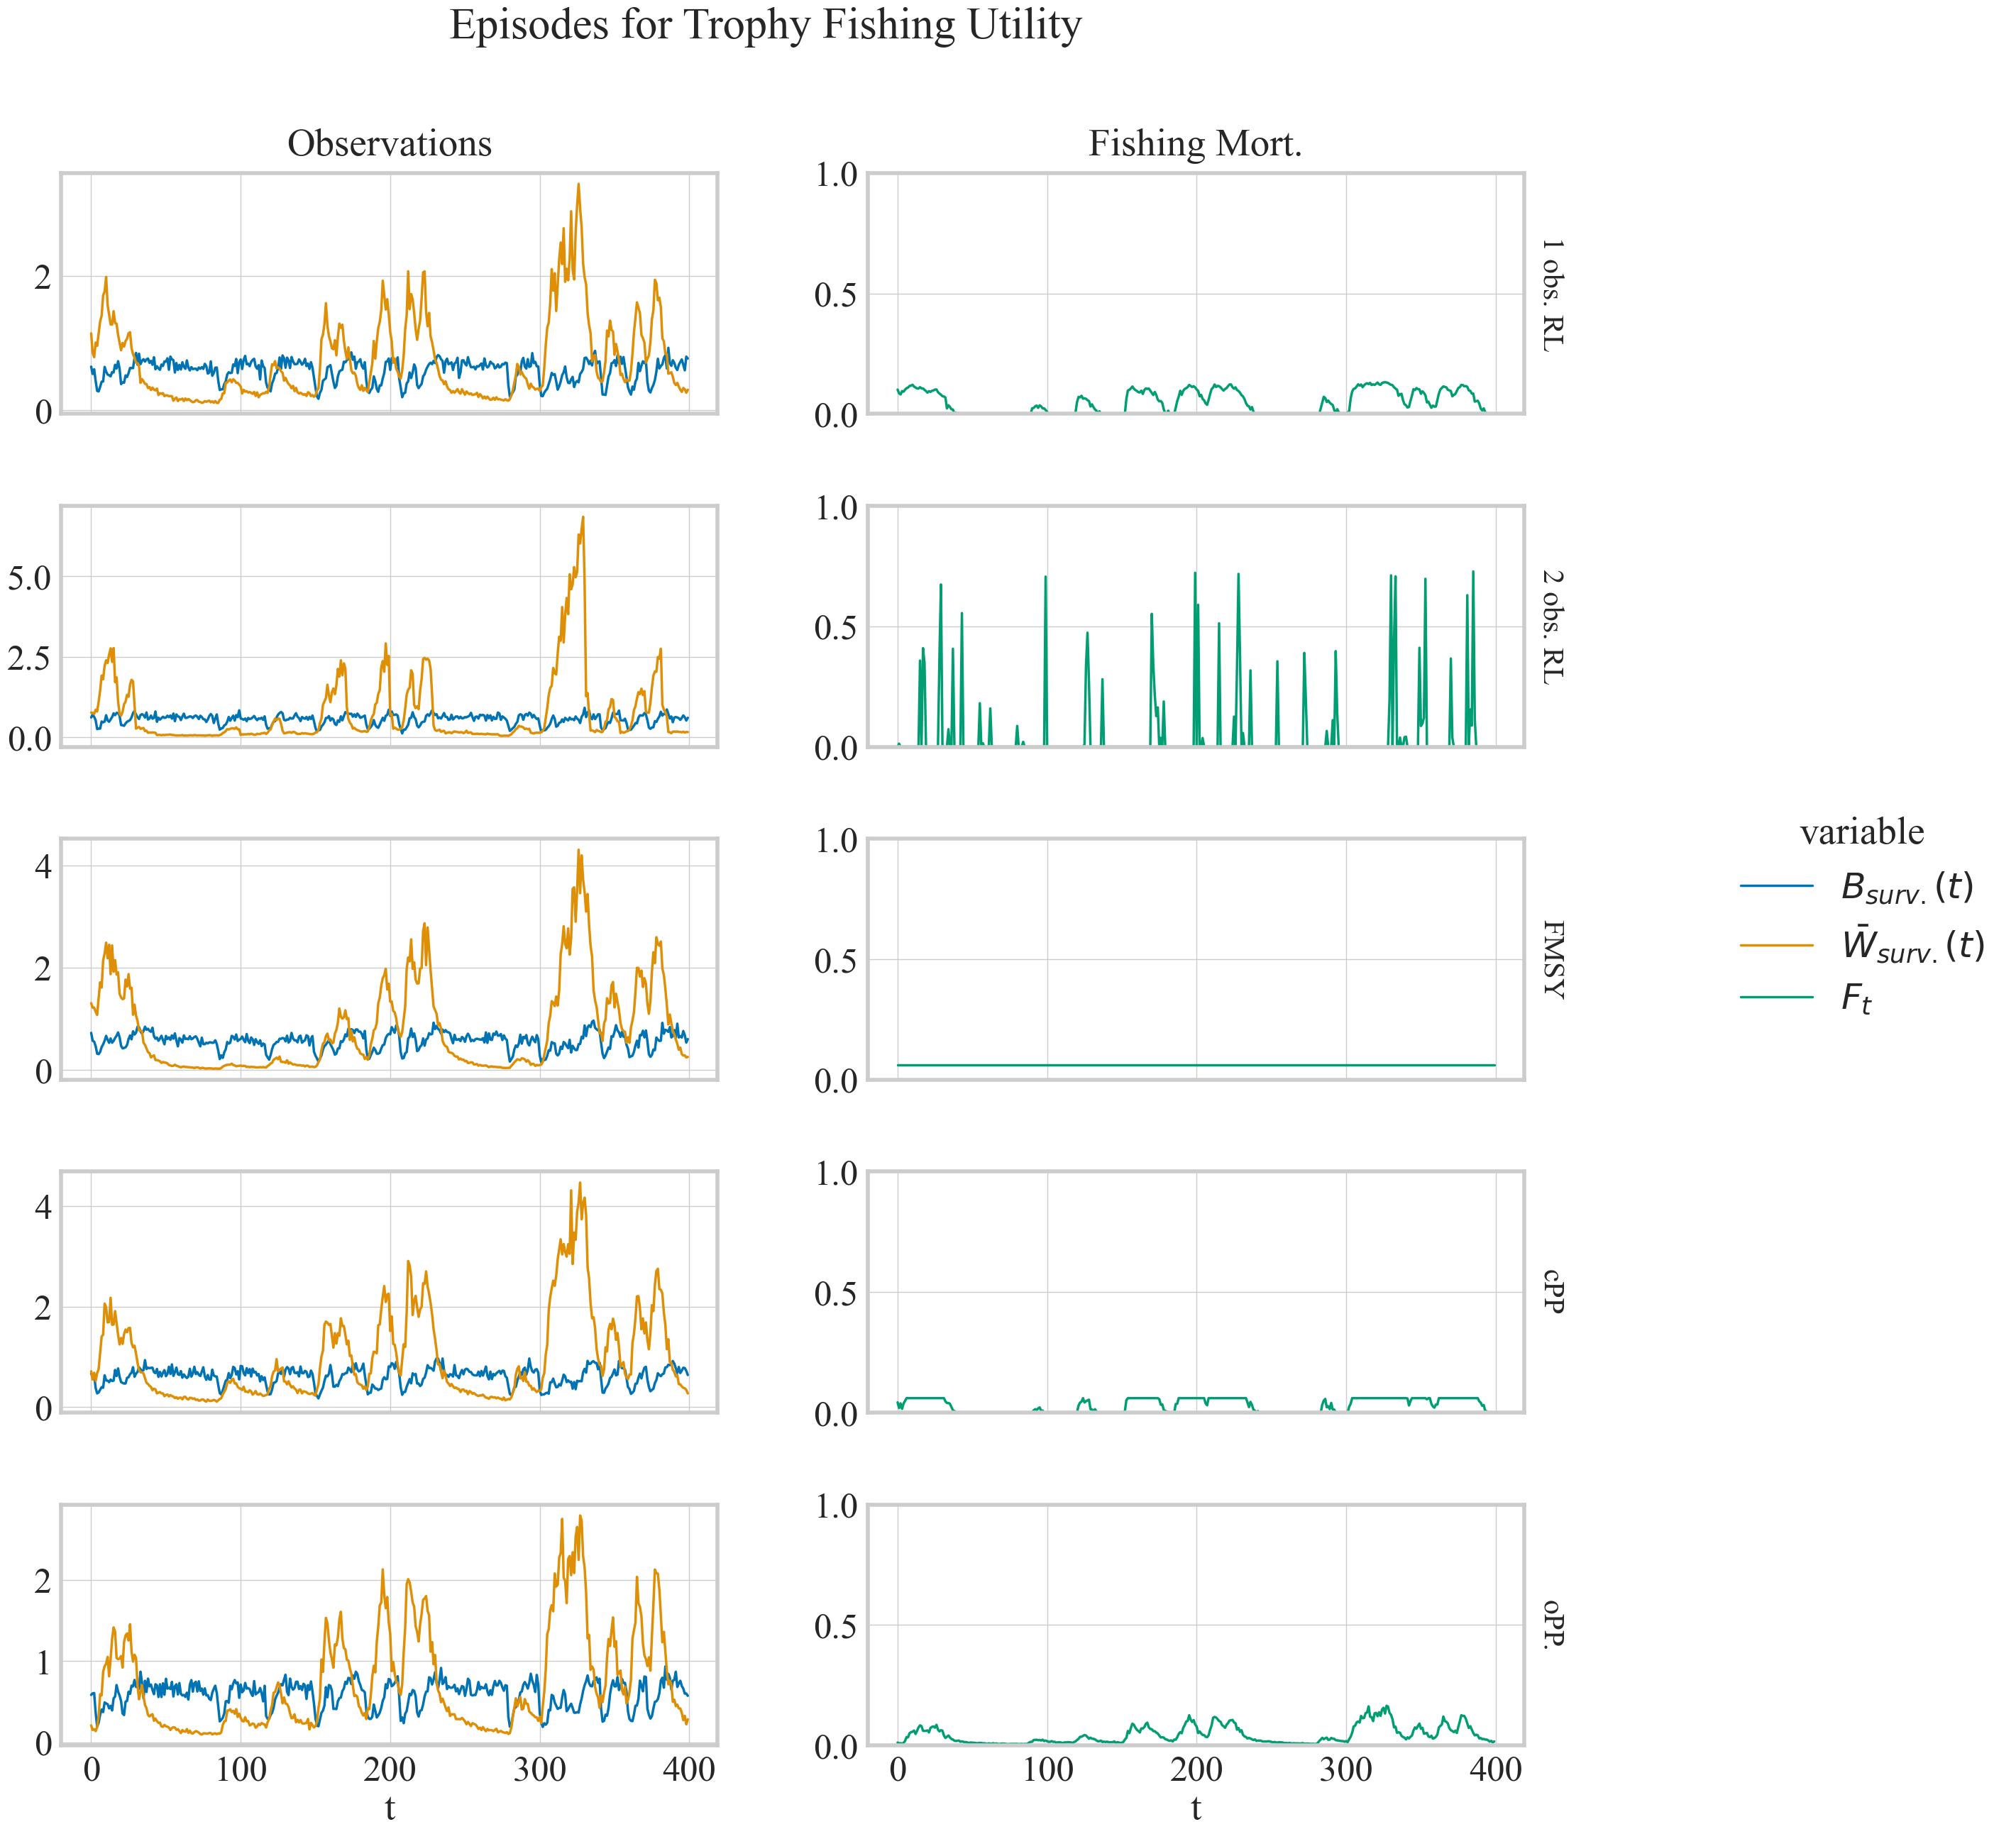 Episodes for Trophy Fishing Utility
Observations
Fishing Mort.
2
0
1.0
0.5
0.0
1 obs. RL
5.0
2.5
0.0
1.0
0.5
0.0
2 obs. RL
4
2
0
1.0
0.5
0.0
FMSY
4
2
0
1.0
0.5
0.0
cPP
2
1
0
1.0
0.5
0.0
oPP.
0 100 200 300 400
t
0 100 200 300 400
t
variable
B_surv.(t)
W̄_surv.(t)
F_t